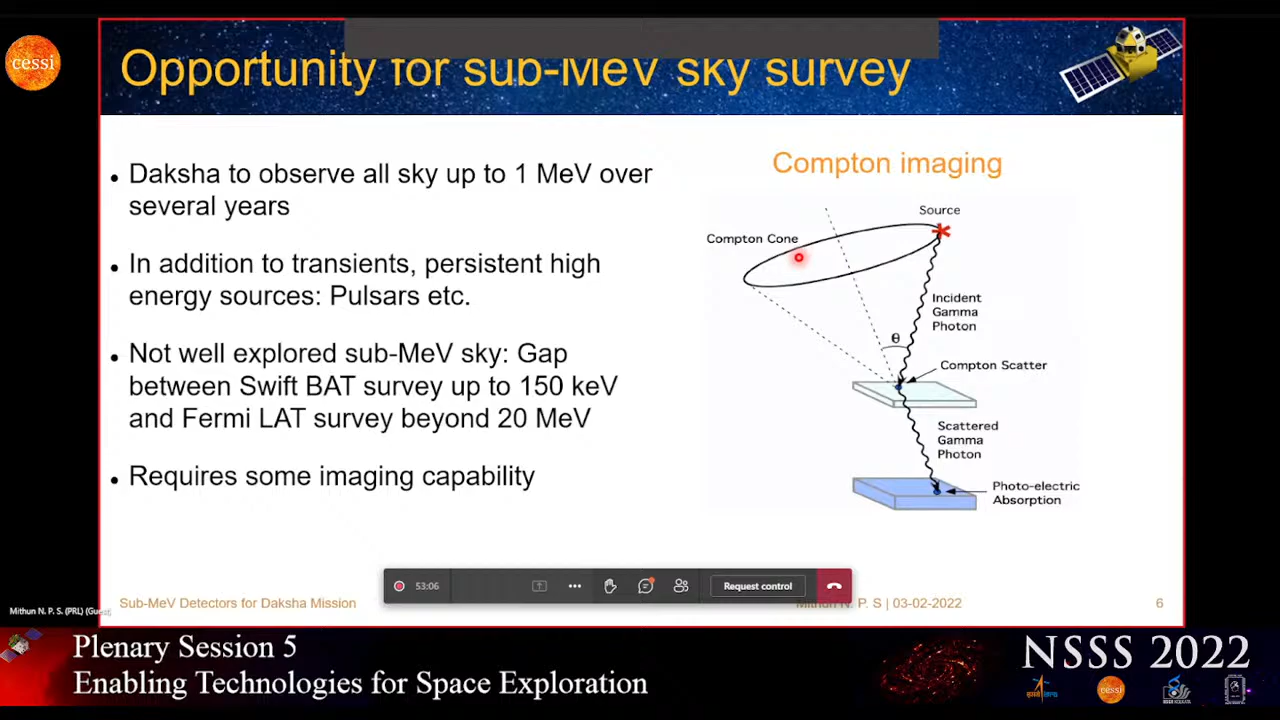 cessi
Opportunity for sub-MeV sky survey
• Daksha to observe all sky up to 1 MeV over
several years
• In addition to transients, persistent high
energy sources: Pulsars etc.
• Not well explored sub-MeV sky: Gap
between Swift BAT survey up to 150 keV
and Fermi LAT survey beyond 20 MeV
• Requires some imaging capability
Compton imaging
Source
Compton Cone
Incident
Gamma
Photon
θ
Compton Scatter
Scattered
Gamma
Photon
Photo-electric
Absorption
53:06
Request control
Mithun N. P. S. (PRL) (Guest)
Sub-MeV Detectors for Daksha Mission
Mithun N. P. S | 03-02-2022
6
Plenary Session 5
Enabling Technologies for Space Exploration
NSSS 2022
cessi